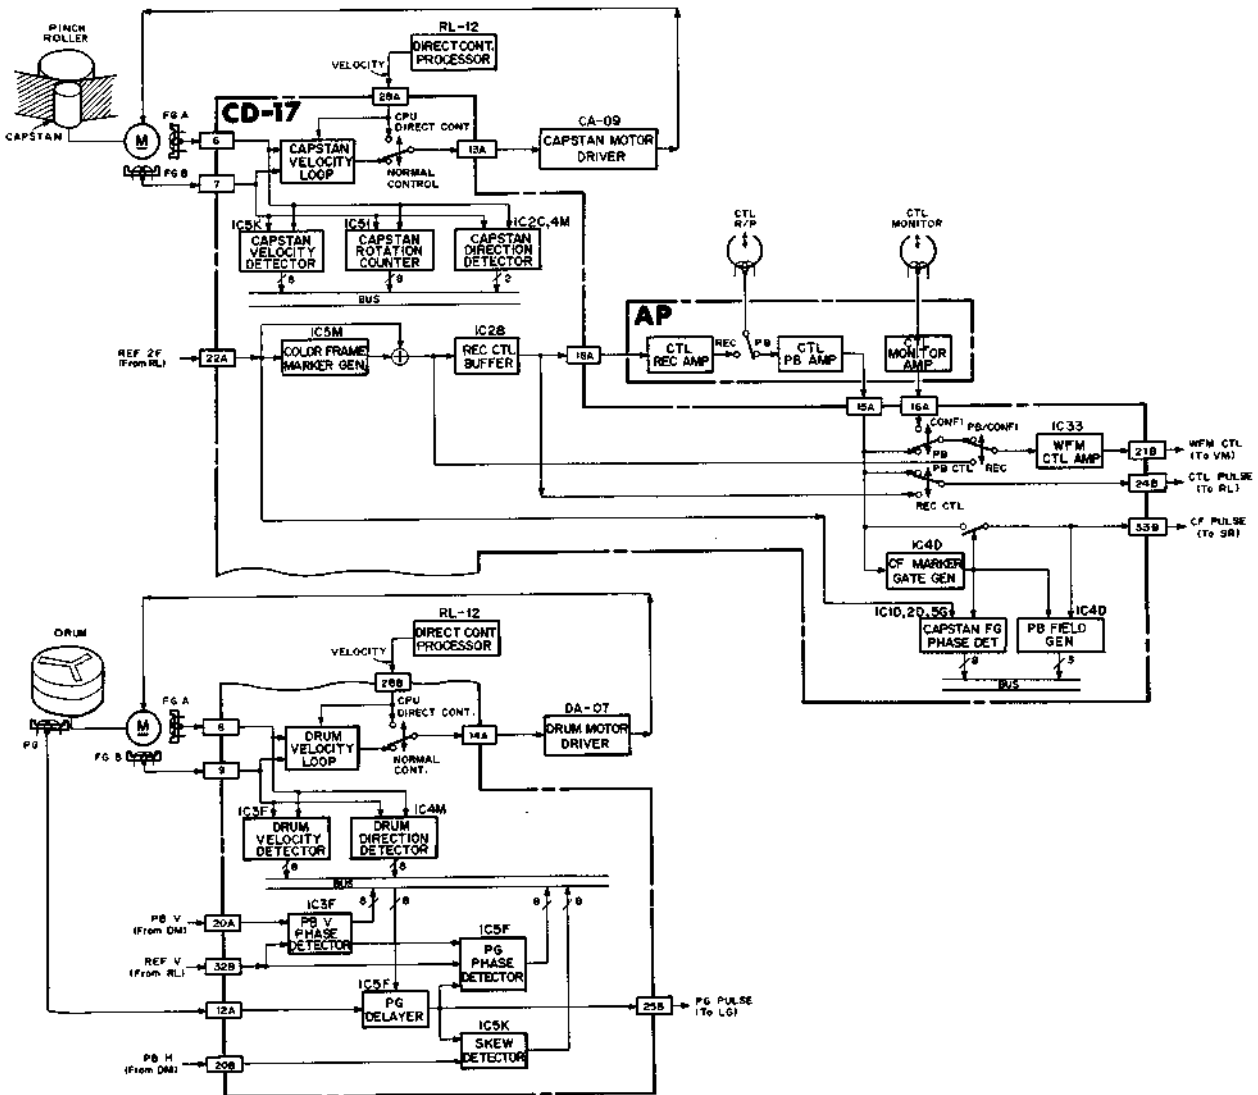 PINCH
ROLLER
CAPSTAN
M
FG A
FG B
6
7
CD-17
RL-12
DIRECT CONT.
PROCESSOR
VELOCITY
28A
CPU
DIRECT CONT.
CAPSTAN
VELOCITY
LOOP
NORMAL
CONTROL
13A
CA-09
CAPSTAN MOTOR
DRIVER
IC5K
CAPSTAN
VELOCITY
DETECTOR
8
IC5I
CAPSTAN
ROTATION
COUNTER
8
IC2C,4M
CAPSTAN
DIRECTION
DETECTOR
2
BUS
CTL
R/P
CTL
MONITOR
REF 2F
(From RL)
22A
IC5M
COLOR FRAME
MARKER GEN.
IC28
REC CTL
BUFFER
18A
AP
CTL
REC AMP
REC
PB
CTL
PB AMP
MONITOR
AMP
15A
16A
CONFI
PB/CONFI
PB
REC
IC33
WFM
CTL AMP
21B
WFM CTL
(To VM)
PB CTL
REC CTL
24B
CTL PULSE
(To RL)
33B
CF PULSE
(To SR)
IC4D
CF MARKER
GATE GEN
IC1D,2D,5G
CAPSTAN FG
PHASE DET
8
IC4D
PB FIELD
GEN
5
BUS
DRUM
PG
M
FG A
FG B
9
RL-12
DIRECT CONT
PROCESSOR
VELOCITY
28B
CPU
DIRECT CONT.
DRUM
VELOCITY
LOOP
NORMAL
CONT.
14A
DA-07
DRUM MOTOR
DRIVER
IC3F
DRUM
VELOCITY
DETECTOR
8
IC4M
DRUM
DIRECTION
DETECTOR
8
BUS
PB V
(From DM)
20A
IC3F
PB V
PHASE
DETECTOR
8
8
8
8
REF V
(From RL)
32B
IC5F
PG
PHASE
DETECTOR
12A
IC5F
PG
DELAYER
25B
PG PULSE
(To LG)
PB H
(From DM)
20B
IC5K
SKEW
DETECTOR